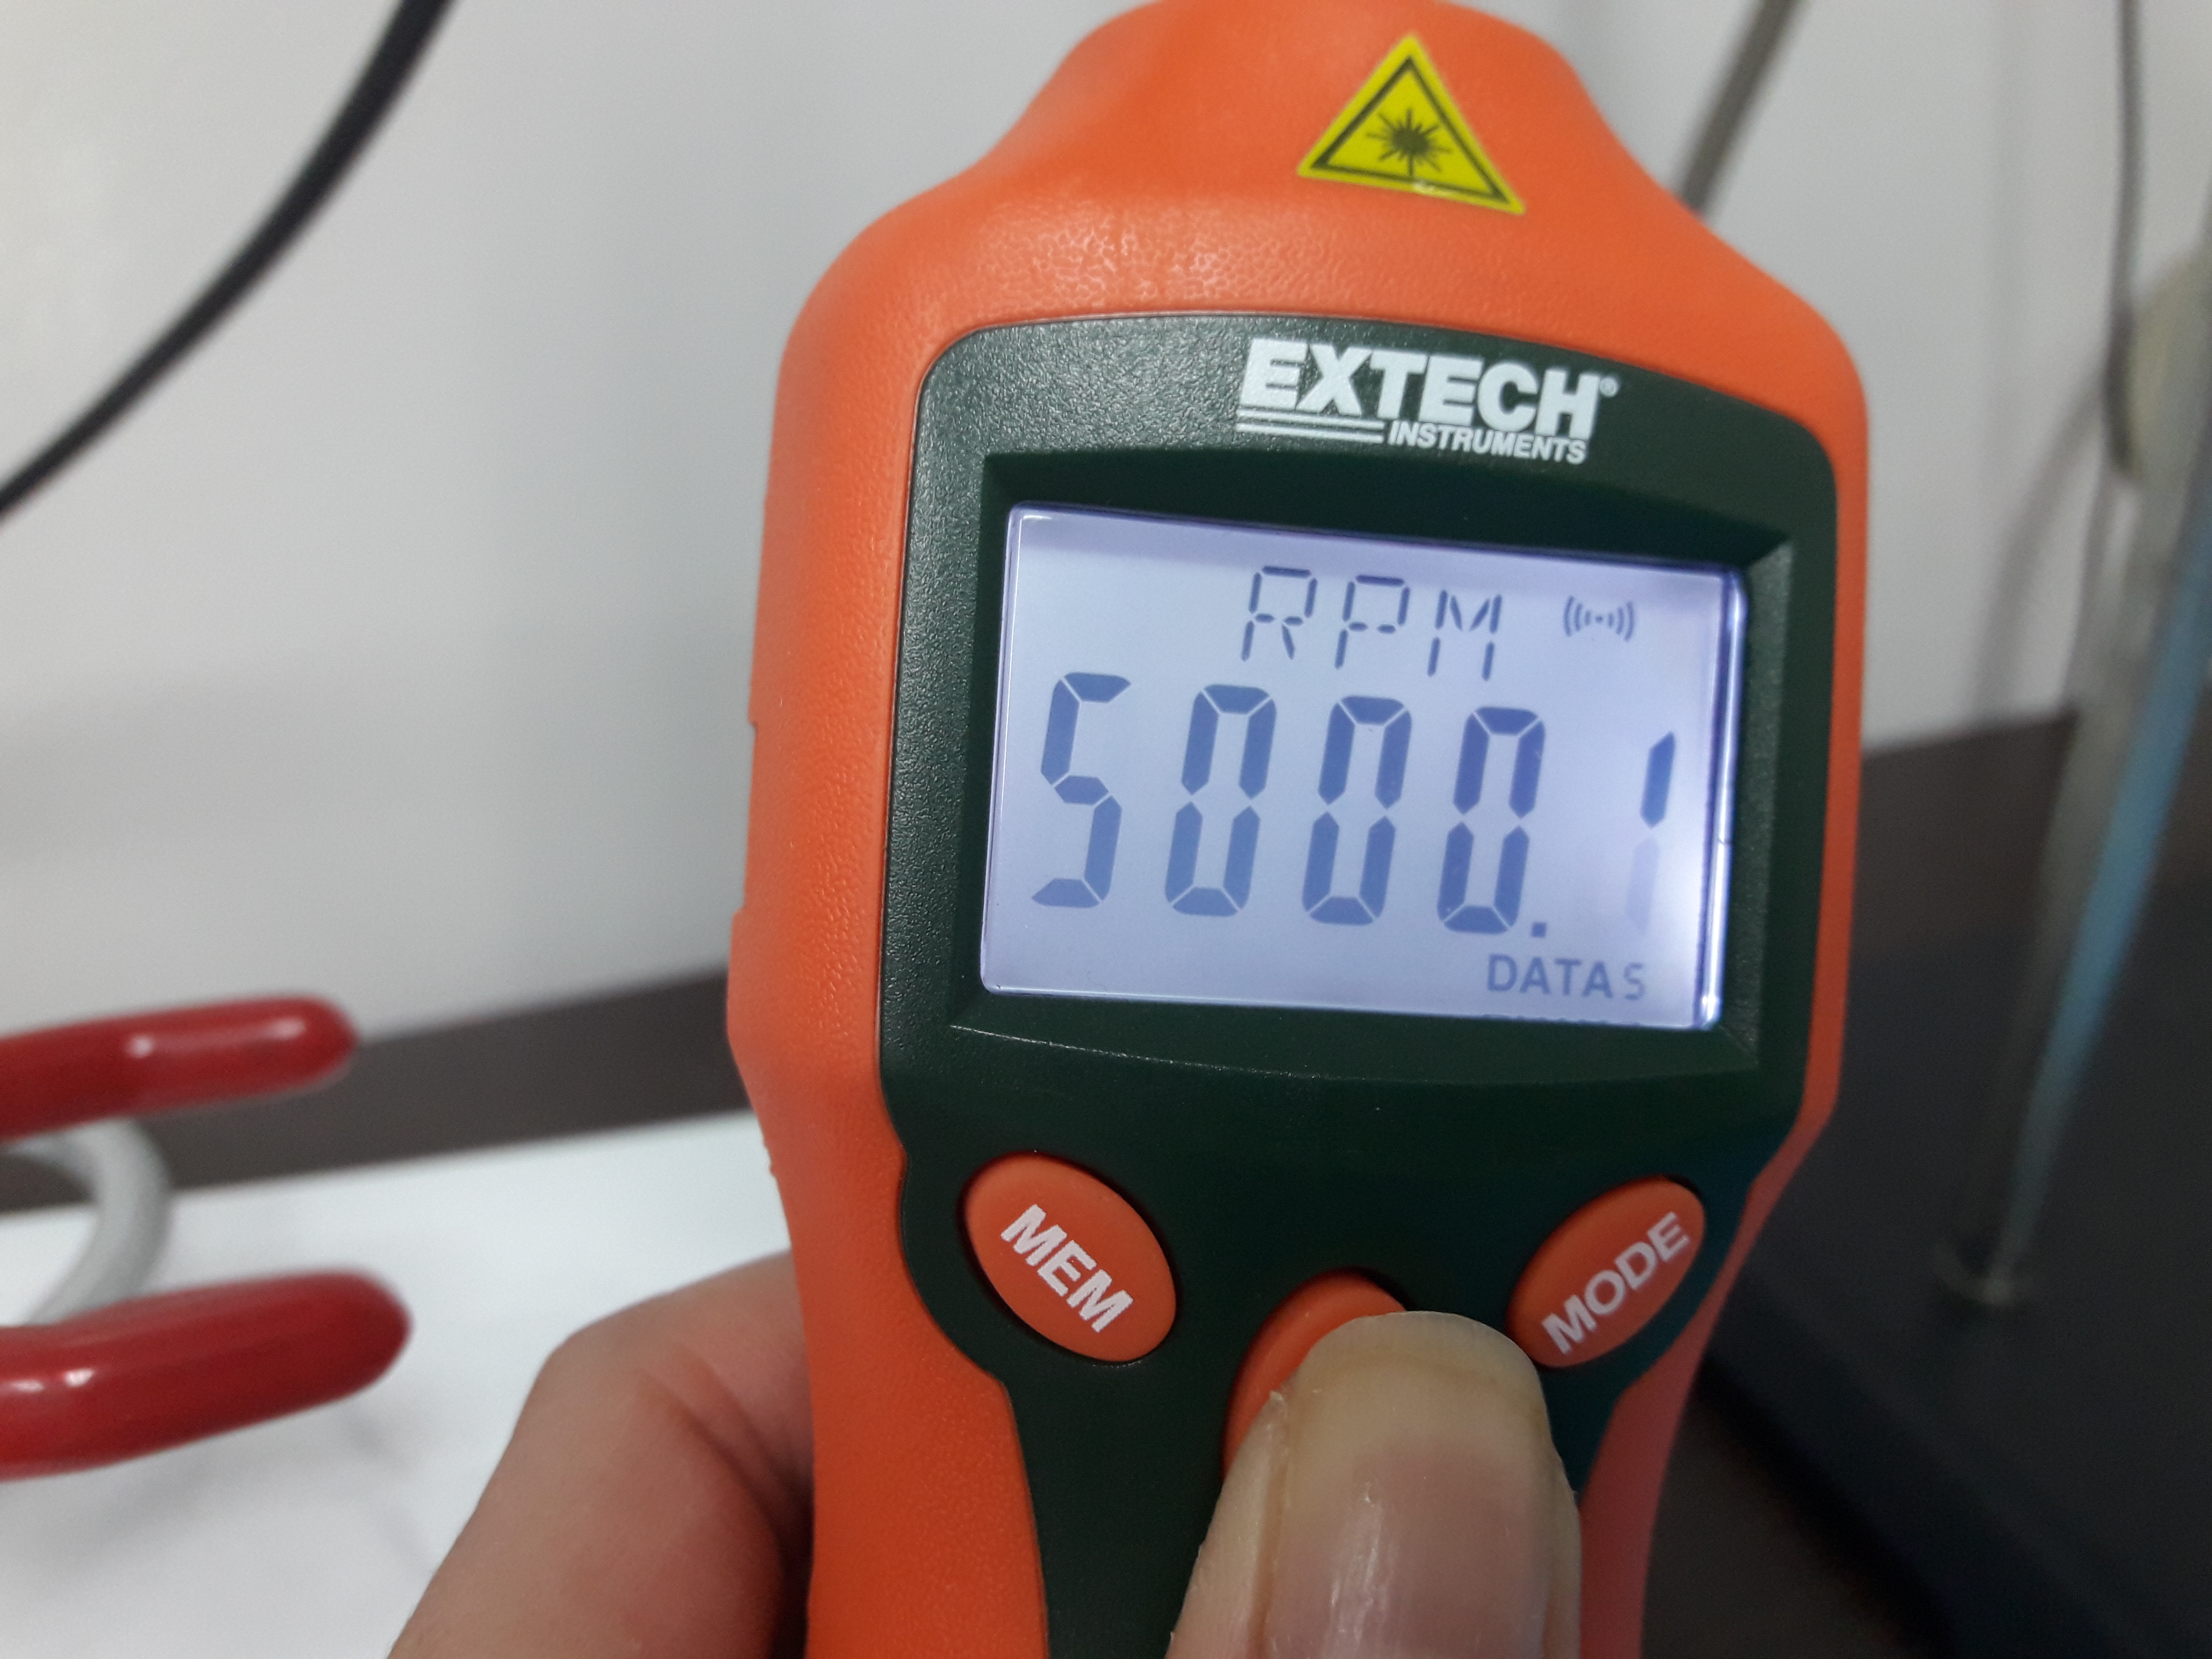 EXTECH®
INSTRUMENTS
RPM
5000.1
DATAS
MEM
MODE